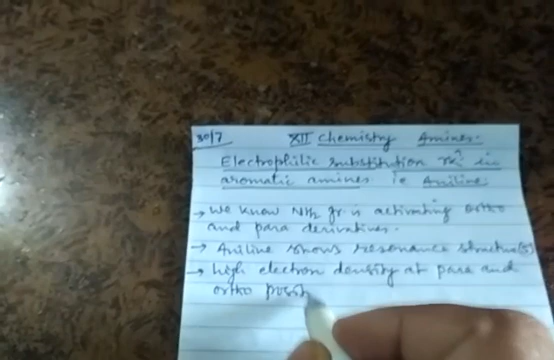 30/7 XII Chemistry Amines.
Electrophilic substitution rxⁿ in
aromatic amines ie Aniline.
→ We know NH₂ gr is activating ortho
and para derivatives.
→ Aniline shows resonance structure(s)
→ high electron density at para and
ortho posit